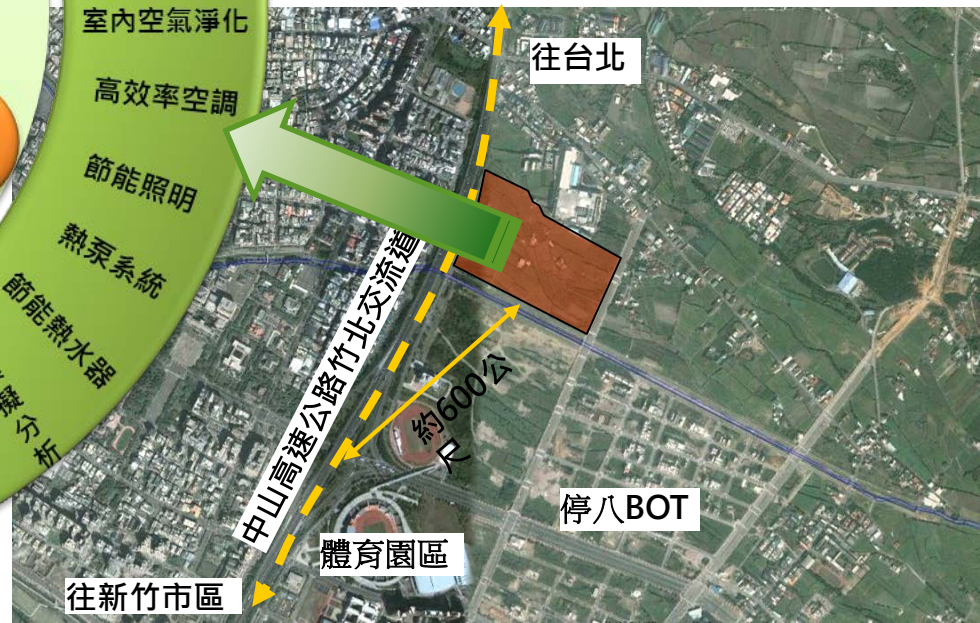 室內空氣淨化
高效率空調
節能照明
熱泵系統
節能熱水器
擬分析
往台北
中山高速公路竹北交流道
約600公
尺
停八BOT
體育園區
往新竹市區